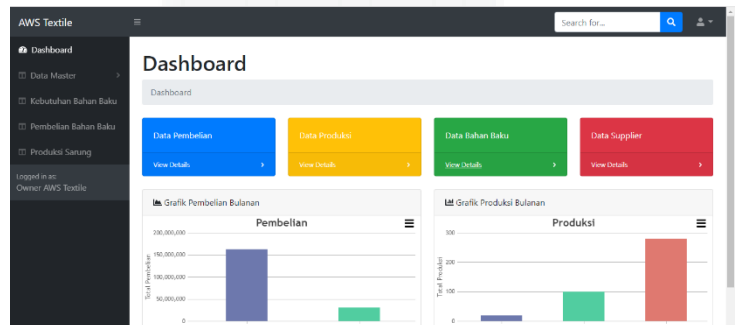 AWS Textile
Search for...
Dashboard
Data Master
Kebutuhan Bahan Baku
Pembelian Bahan Baku
Produksi Sarung
Logged in as:
Owner AWS Textile
Dashboard
Dashboard
Data Pembelian
View Details
Data Produksi
View Details
Data Bahan Baku
View Details
Data Supplier
View Details
Grafik Pembelian Bulanan
Pembelian
Total Pembelian
200,000,000
150,000,000
100,000,000
50,000,000
0
Grafik Produksi Bulanan
Produksi
Total Produksi
300
200
100
0